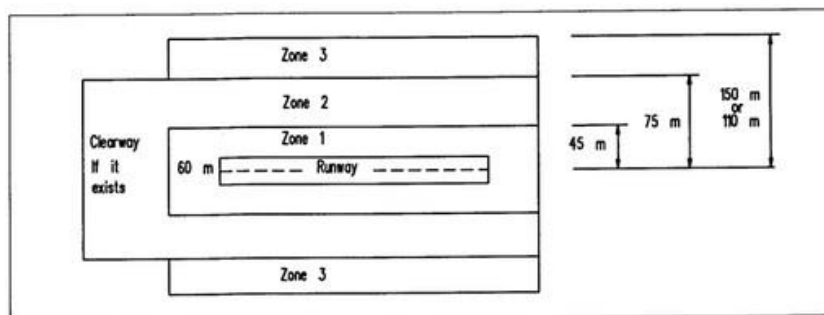 Zone 3
Zone 2
Zone 1
Clearway
If it
exists
60 m
Runway
Zone 3
45 m
75 m
150 m
or
110 m